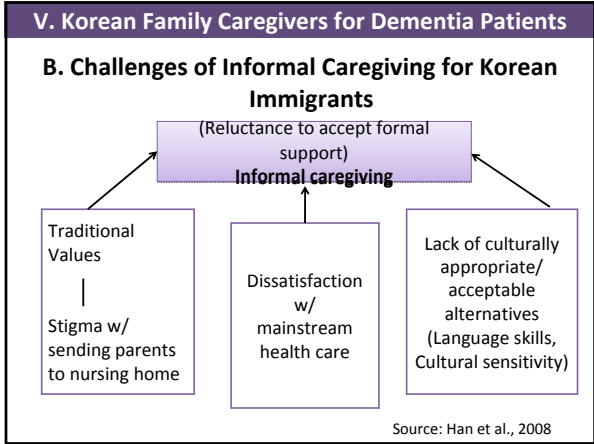 V. Korean Family Caregivers for Dementia Patients
B. Challenges of Informal Caregiving for Korean
Immigrants
(Reluctance to accept formal
support)
Informal caregiving
Traditional
Values
Stigma w/
sending parents
to nursing home
Dissatisfaction
w/
mainstream
health care
Lack of culturally
appropriate/
acceptable
alternatives
(Language skills,
Cultural sensitivity)
Source: Han et al., 2008